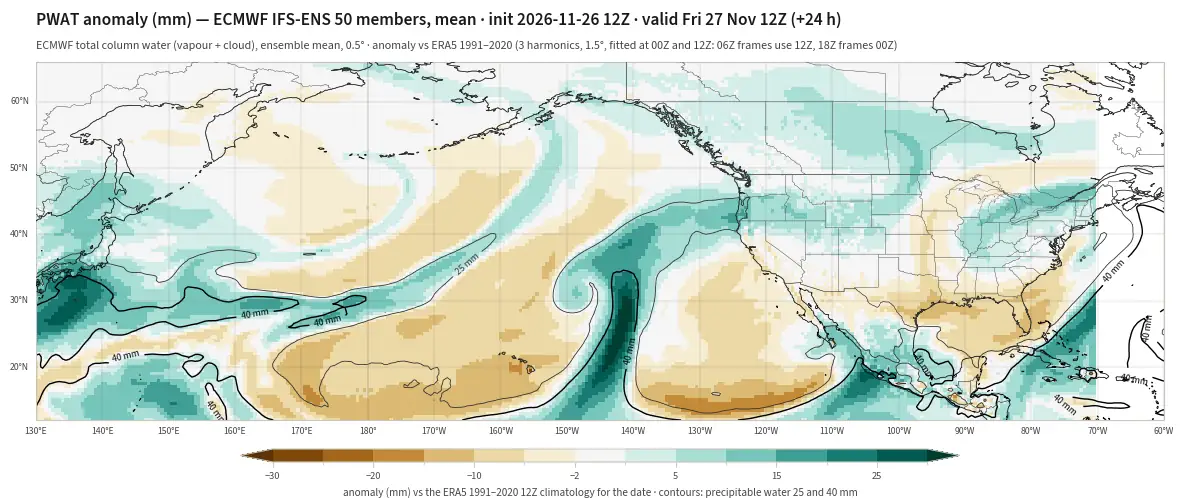 PWAT anomaly (mm) — ECMWF IFS-ENS 50 members, mean · init 2026-11-26 12Z · valid Fri 27 Nov 12Z (+24 h)
ECMWF total column water (vapour + cloud), ensemble mean, 0.5° · anomaly vs ERA5 1991–2020 (3 harmonics, 1.5°, fitted at 00Z and 12Z: 06Z frames use 12Z, 18Z frames 00Z)
60°N
50°N
40°N
25 mm
40 mm
30°N
40 mm
40 mm
40 mm
40 mm
40 mm
20°N
40 mm
40 mm
40 mm
40 mm
130°E 140°E 150°E 160°E 170°E 180° 170°W 160°W 150°W 140°W 130°W 120°W 110°W 100°W 90°W 80°W 70°W 60°W
−30 −20 −10 −2 5 15 25
anomaly (mm) vs the ERA5 1991–2020 12Z climatology for the date · contours: precipitable water 25 and 40 mm